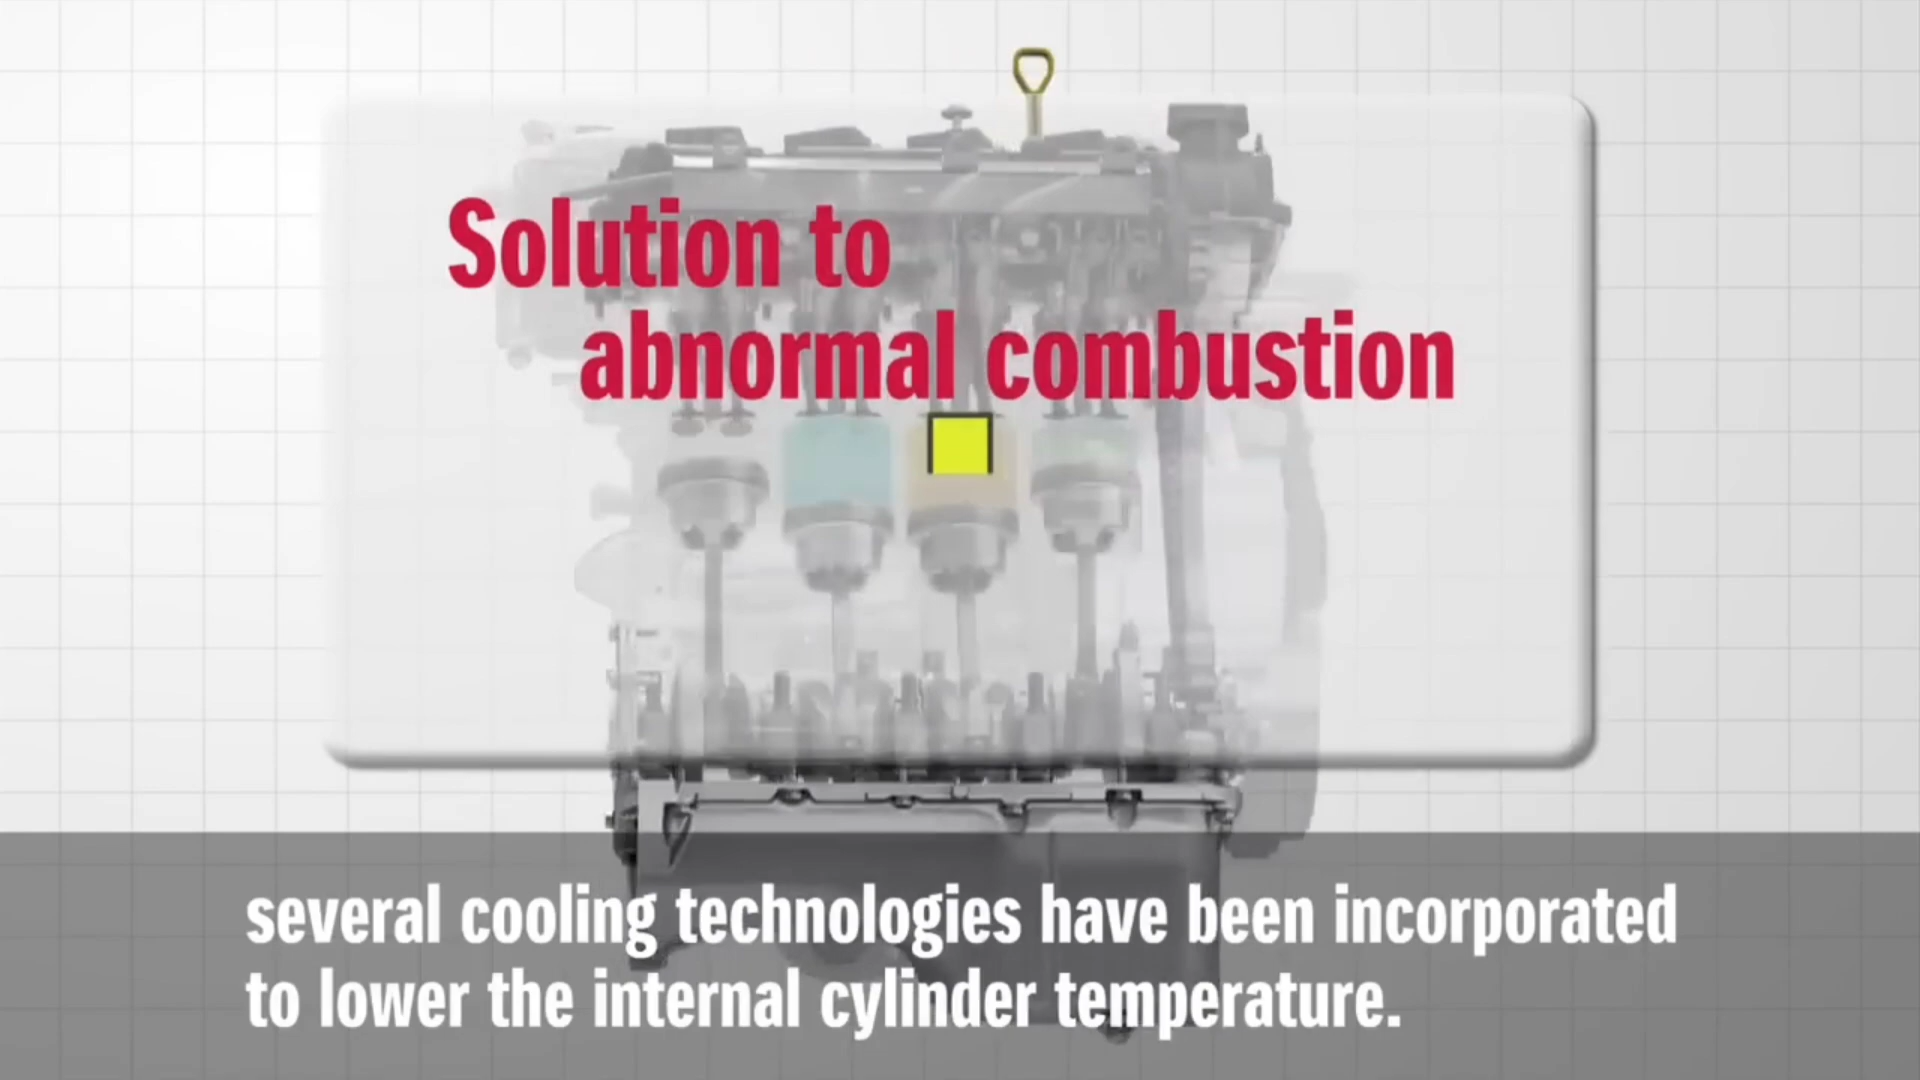 Solution to
abnormal combustion
several cooling technologies have been incorporated
to lower the internal cylinder temperature.